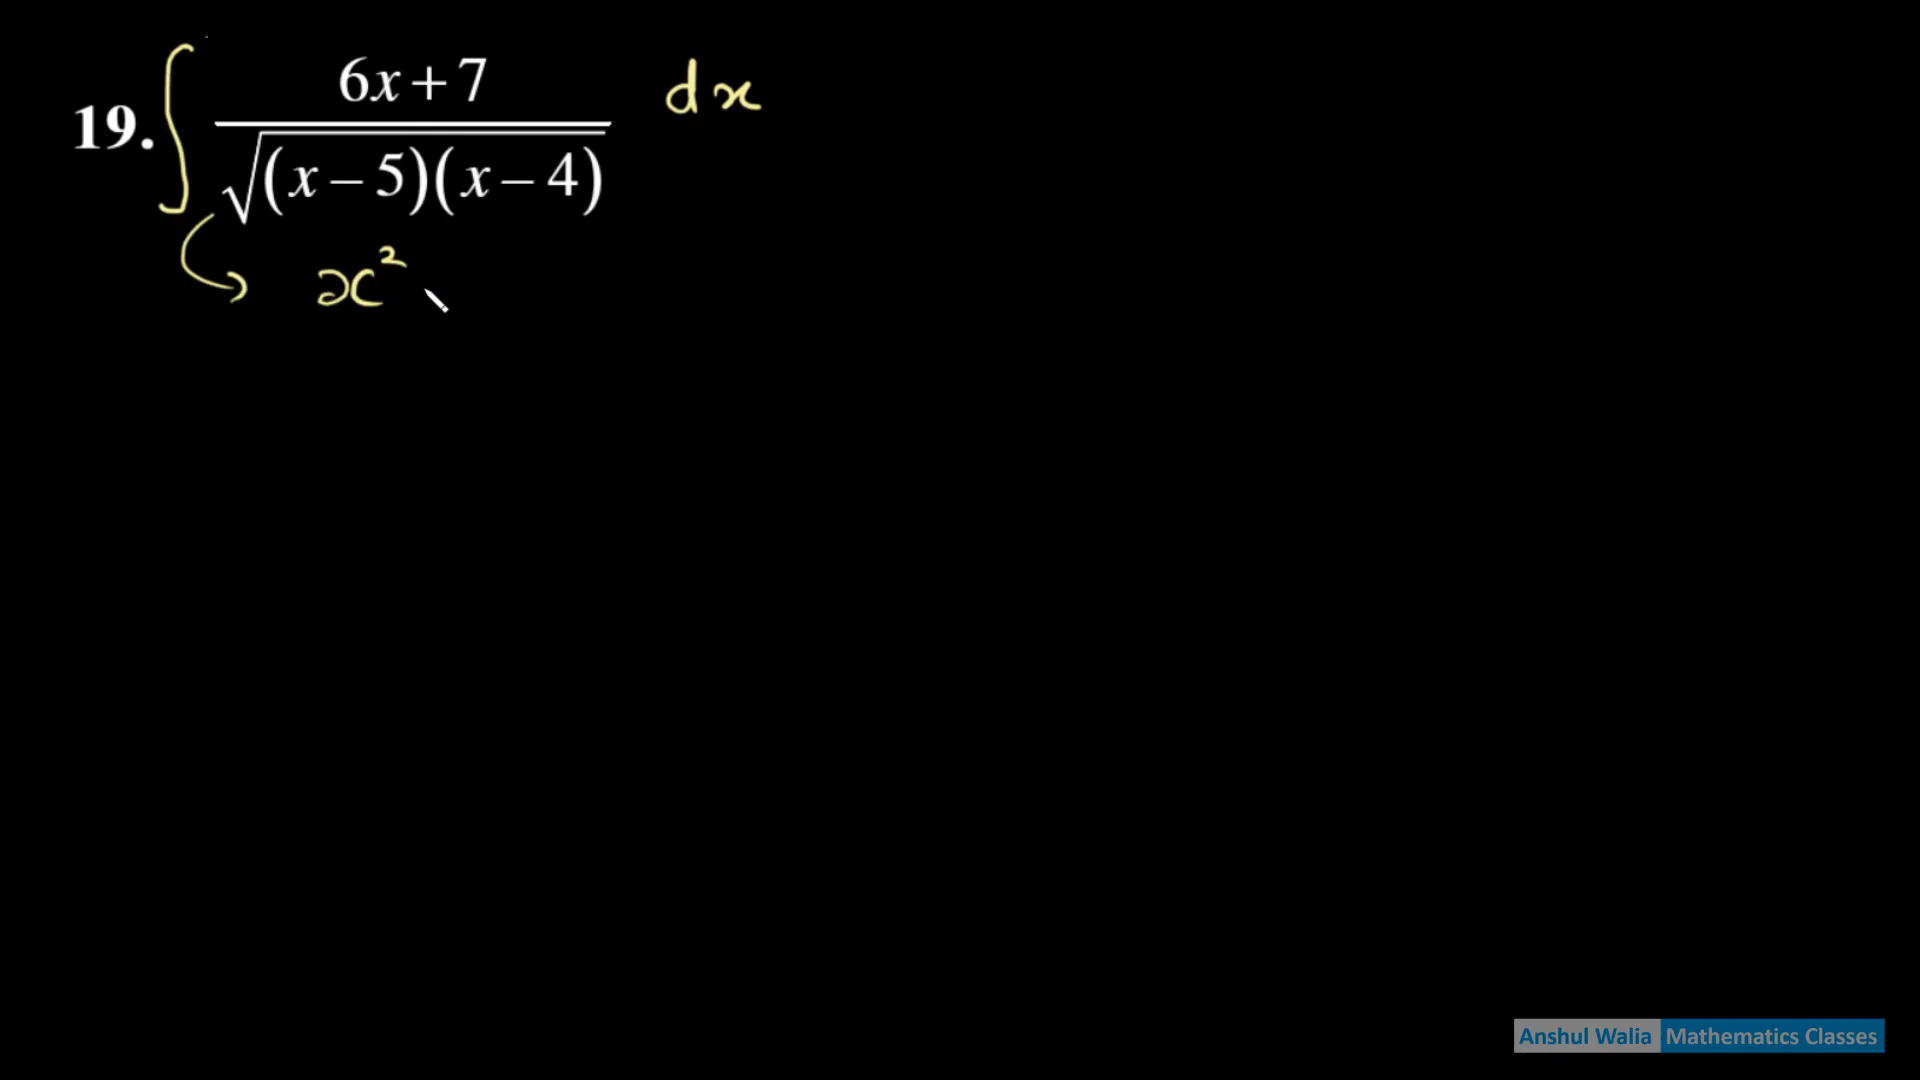 19. ∫ (6x + 7) / √((x – 5)(x – 4)) dx
x²
Anshul Walia Mathematics Classes